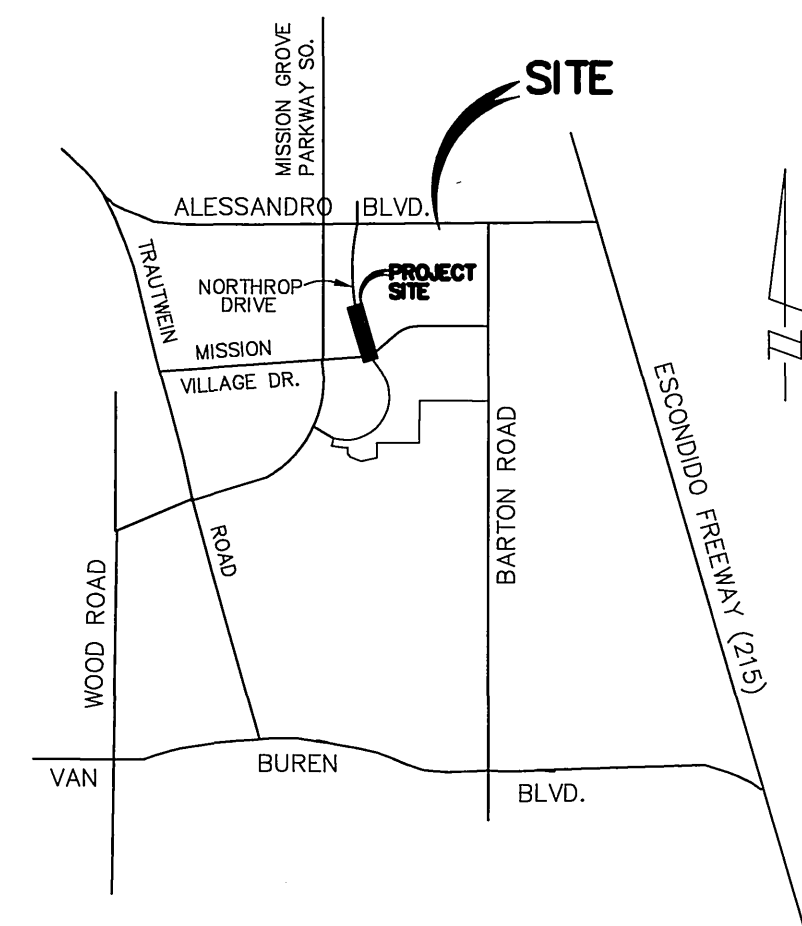 MISSION GROVE
PARKWAY SO.
SITE
ALESSANDRO BLVD.
TRAUTWEIN
NORTHROP
DRIVE
PROJECT
SITE
MISSION
VILLAGE DR.
N
ESCONDIDO FREEWAY (215)
BARTON ROAD
ROAD
WOOD ROAD
VAN
BUREN
BLVD.